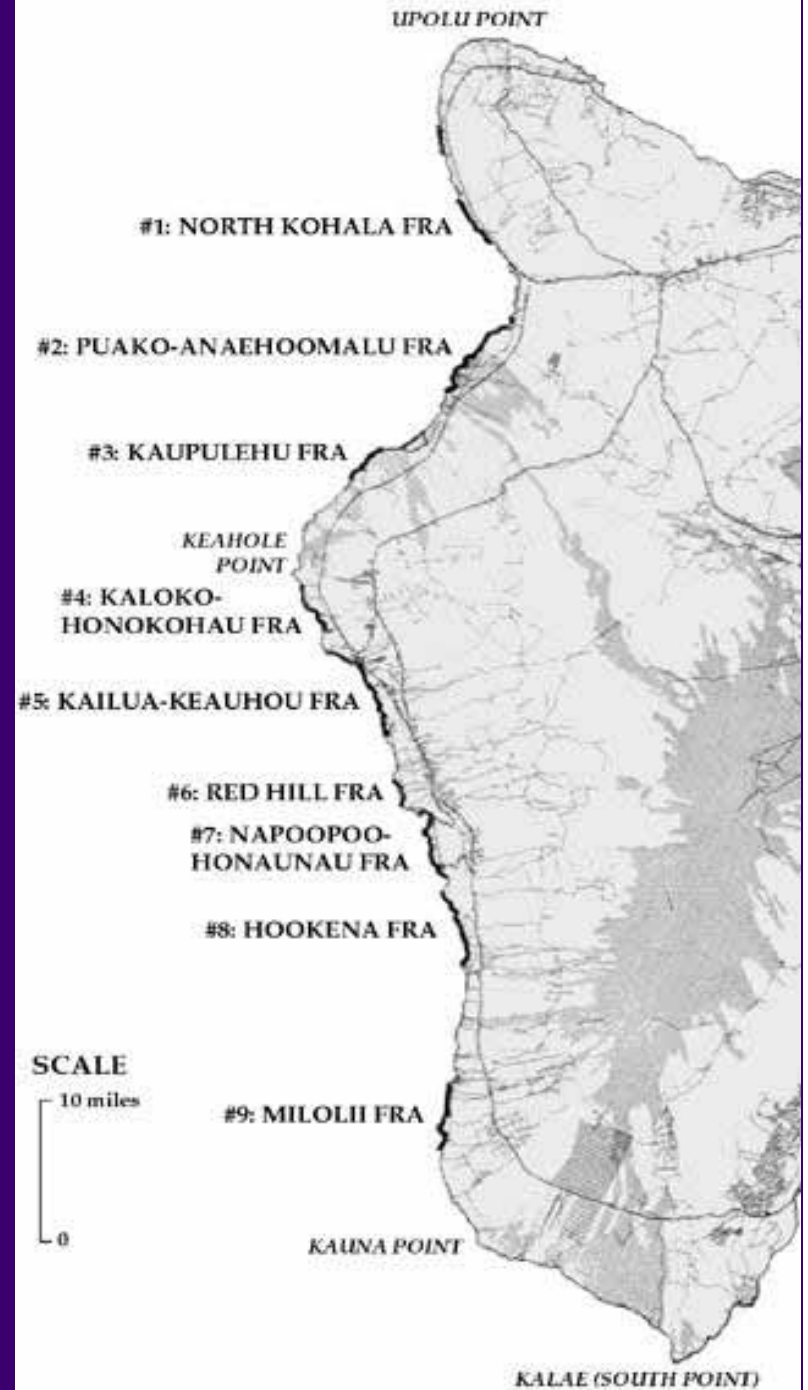 UPOLU POINT
#1: NORTH KOHALA FRA
#2: PUAKO-ANAEHOOMALU FRA
#3: KAUPULEHU FRA
KEAHOLE
POINT
#4: KALOKO-
HONOKOHAU FRA
#5: KAILUA-KEAUHOU FRA
#6: RED HILL FRA
#7: NAPOOPOO-
HONAUNAU FRA
#8: HOOKENA FRA
SCALE
10 miles
#9: MILOLII FRA
0
KAUNA POINT
KALAE (SOUTH POINT)